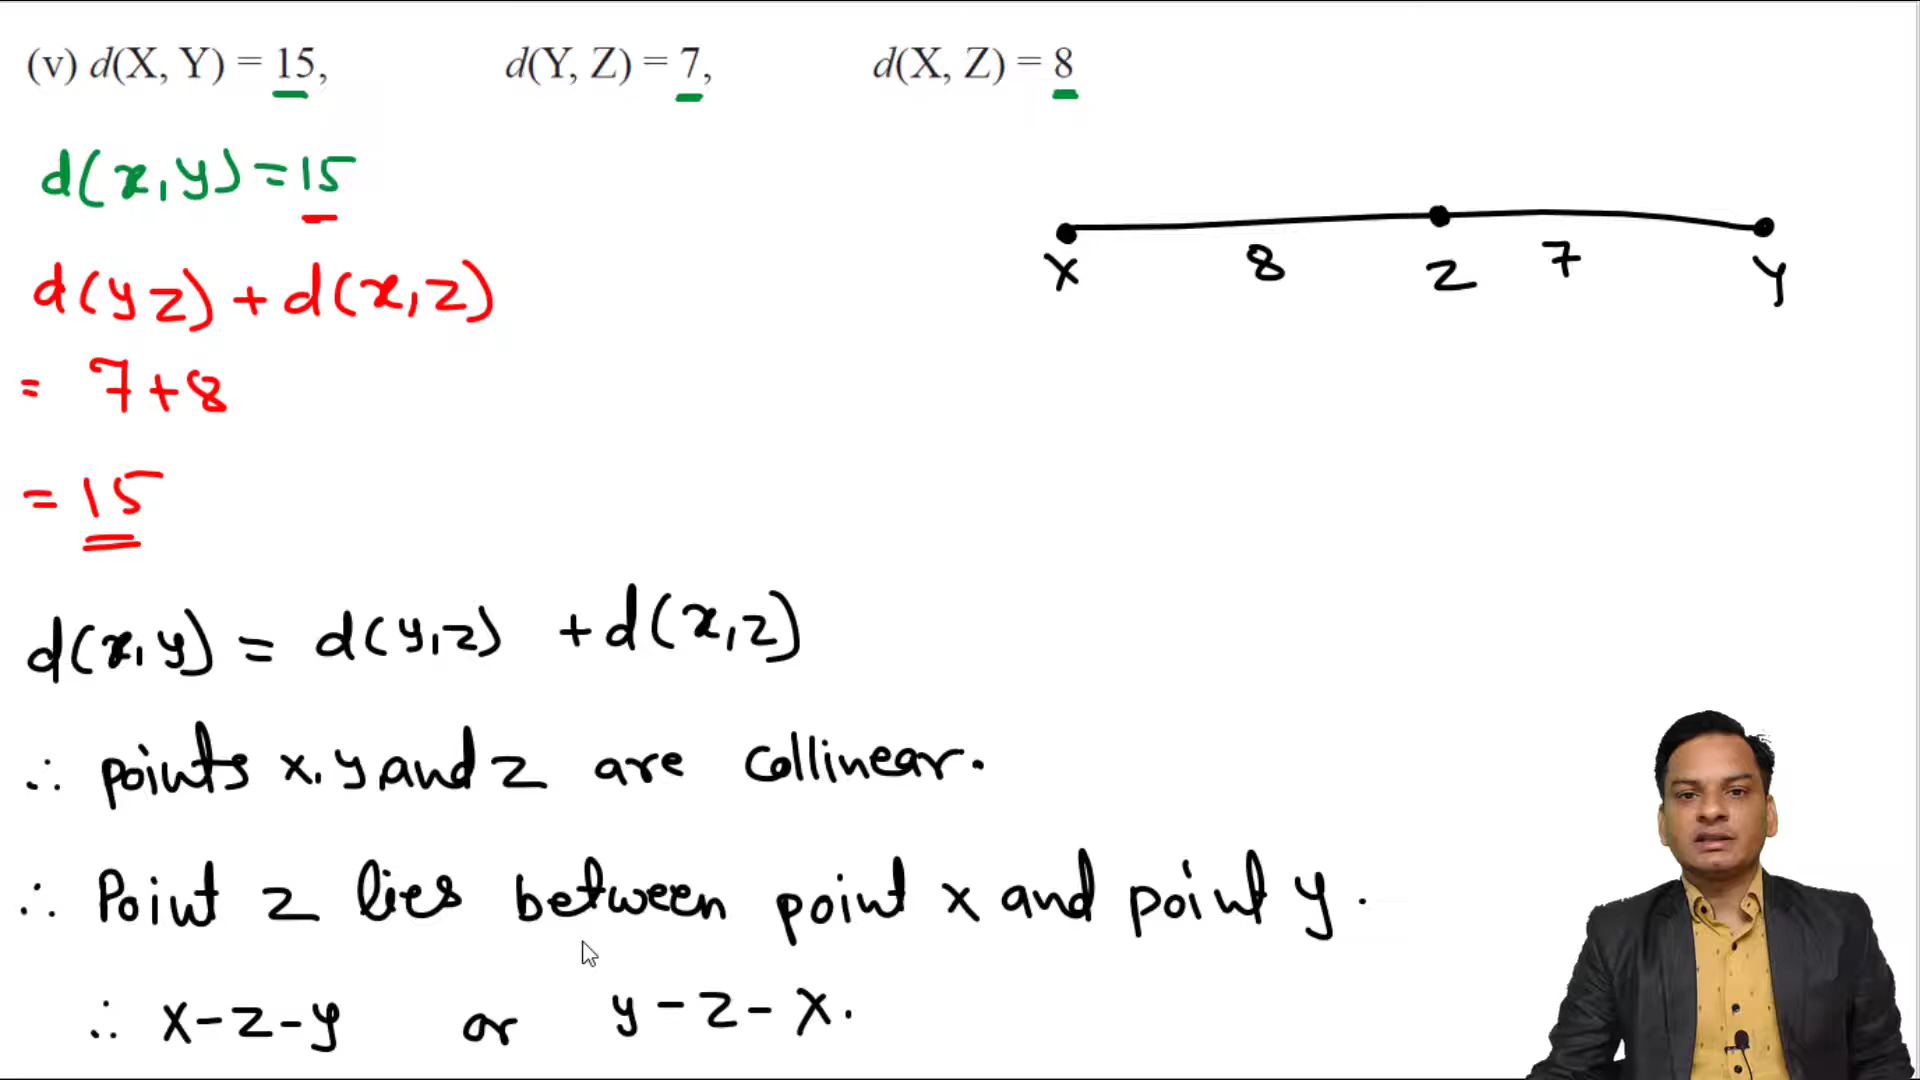 (v) d(X, Y) = 15, d(Y, Z) = 7, d(X, Z) = 8
d(x,y) = 15
d(y z) + d(x,z)
= 7+8
= 15
X 8 Z 7 Y
d(x,y) = d(y,z) + d(x,z)
∴ points x, y and z are collinear.
∴ Point z lies between point x and point y.
∴ x-z-y or y-z-x.